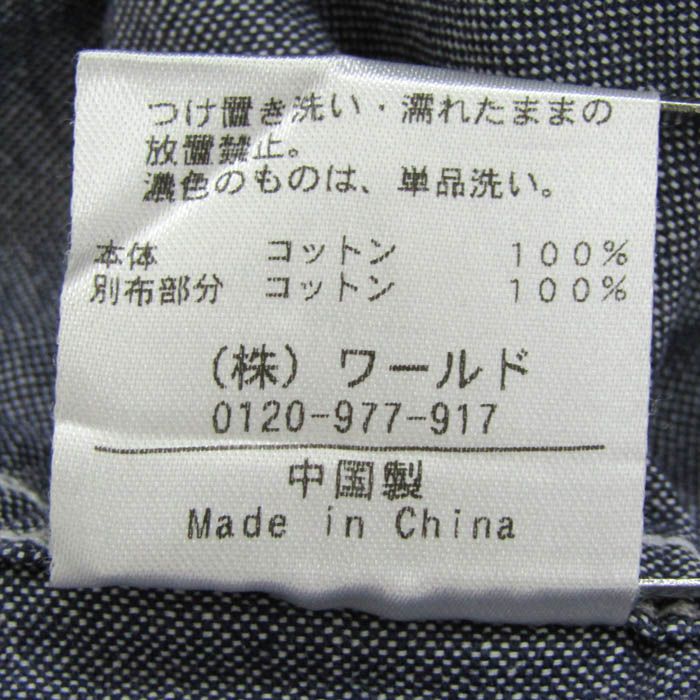 つけ置き洗い・濡れたままの
放置禁止。
濃色のものは、単品洗い。
本体 コットン 100%
別布部分 コットン 100%
(株) ワールド
0120-977-917
中国製
Made in China